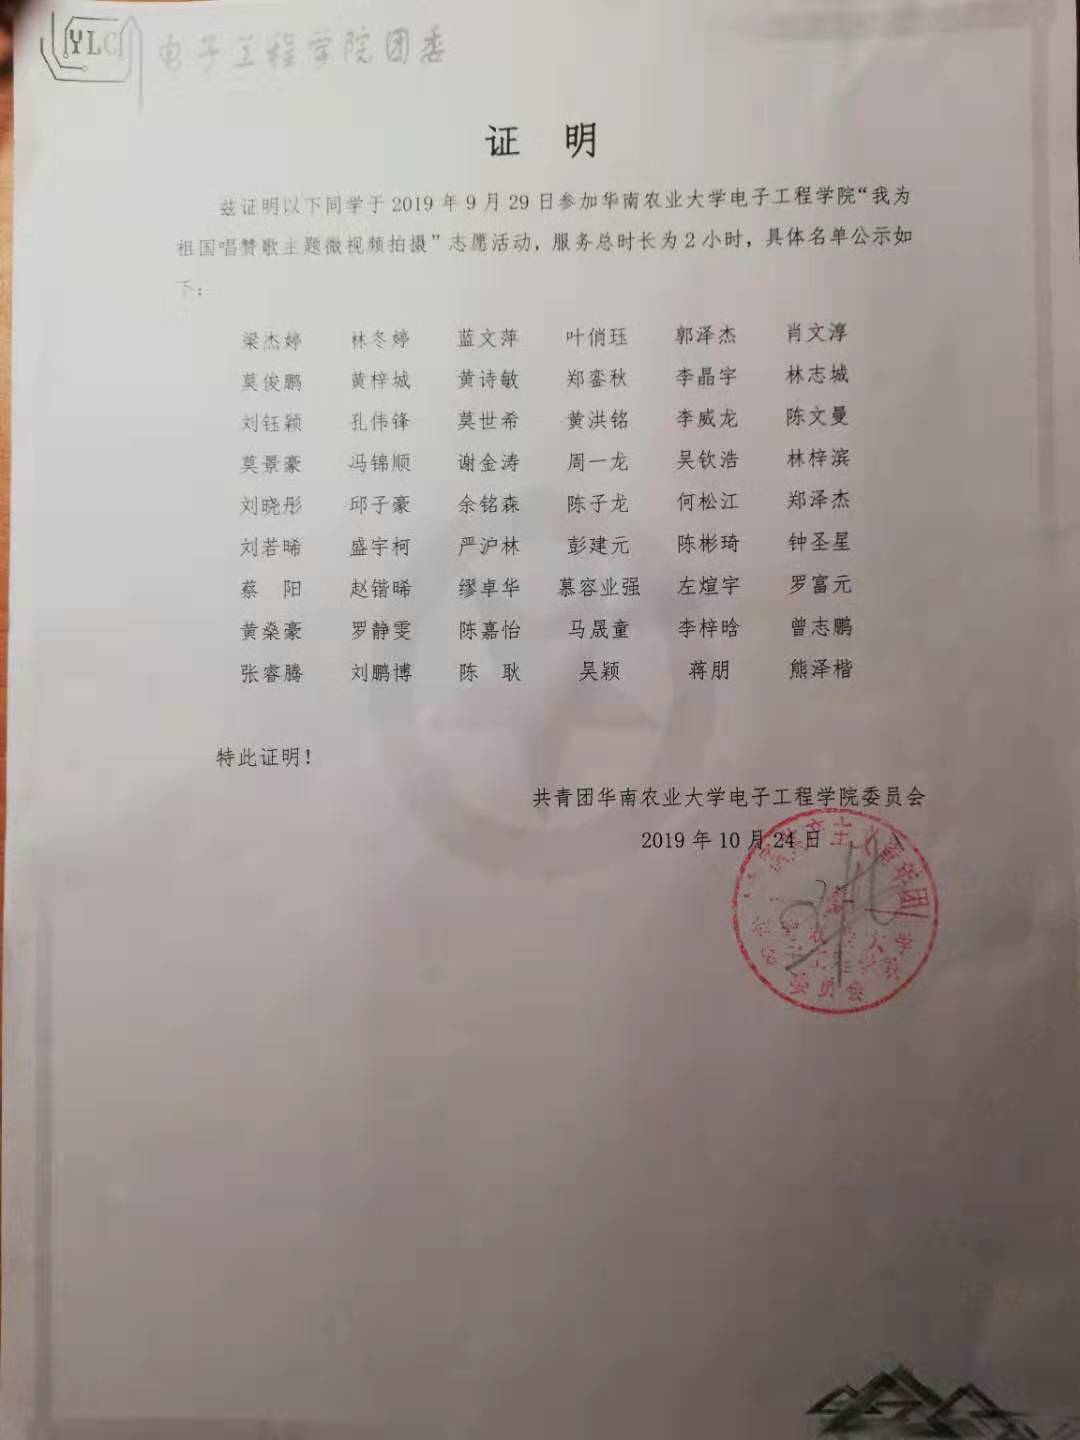 YLC 电子工程学院团委
证 明
兹证明以下同学于 2019 年 9 月 29 日参加华南农业大学电子工程学院“我为
祖国唱赞歌主题微视频拍摄”志愿活动，服务总时长为 2 小时，具体名单公示如
下：
梁杰婷 林冬婷 蓝文萍 叶俏珏 郭泽杰 肖文淳
莫俊鹏 黄梓城 黄诗敏 郑銮秋 李晶宇 林志城
刘钰颖 孔伟锋 莫世希 黄洪铭 李威龙 陈文曼
莫景豪 冯锦顺 谢金涛 周一龙 吴钦浩 林梓滨
刘晓彤 邱子豪 余铭森 陈子龙 何松江 郑泽杰
刘若晞 盛宇柯 严沪林 彭建元 陈彬琦 钟圣星
蔡 阳 赵锴晞 缪卓华 慕容业强 左煊宇 罗富元
黄燊豪 罗静雯 陈嘉怡 马晟童 李梓晗 曾志鹏
张睿腾 刘鹏博 陈 耿 吴颖 蒋朋 熊泽楷
特此证明！
共青团华南农业大学电子工程学院委员会
2019 年 10 月 24 日
委员会